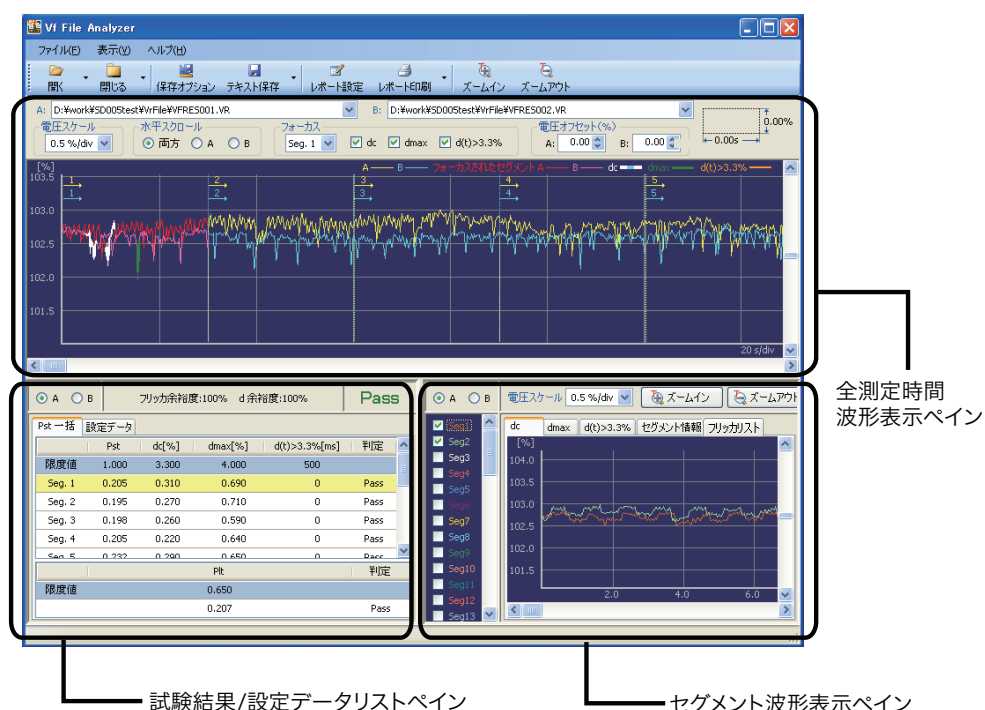 Vf File Analyzer
ファイル(F) 表示(V) ヘルプ(H)
開く 閉じる 保存オプション テキスト保存 レポート設定 レポート印刷 ズームイン ズームアウト
A: D:¥work¥SD005test¥VrFile¥VFRES001.VR B: D:¥work¥SD005test¥VrFile¥VFRES002.VR
電圧スケール 水平スクロール フォーカス 電圧オフセット(%) 0.00%
0.5 %/div 両方 A B Seg. 1 dc dmax d(t)>3.3% A: 0.00 B: 0.00 0.00s
[%] A B フォーカスされたセグメント A B dc dmax d(t)>3.3%
103.5 1 2 3 4 5
1 2 3 4 5
103.0
102.5
102.0
101.5
20 s/div
全測定時間
波形表示ペイン
A B フリッカ余裕度:100% d 余裕度:100% Pass
Pst 一括 設定データ
Pst dc[%] dmax[%] d(t)>3.3%[ms] 判定
限度値 1.000 3.300 4.000 500
Seg. 1 0.205 0.310 0.690 0 Pass
Seg. 2 0.195 0.270 0.710 0 Pass
Seg. 3 0.198 0.260 0.590 0 Pass
Seg. 4 0.205 0.220 0.640 0 Pass
Seg. 5 0.232 0.290 0.650 0 Pass
Plt 判定
限度値 0.650
0.207 Pass
A B 電圧スケール 0.5 %/div ズームイン ズームアウト
Seg1
Seg2
Seg3
Seg4
Seg5
Seg6
Seg7
Seg8
Seg9
Seg10
Seg11
Seg12
Seg13
dc dmax d(t)>3.3% セグメント情報 フリッカリスト
[%]
104.0
103.5
103.0
102.5
102.0
101.5
2.0 4.0 6.0
試験結果/設定データリストペイン
セグメント波形表示ペイン